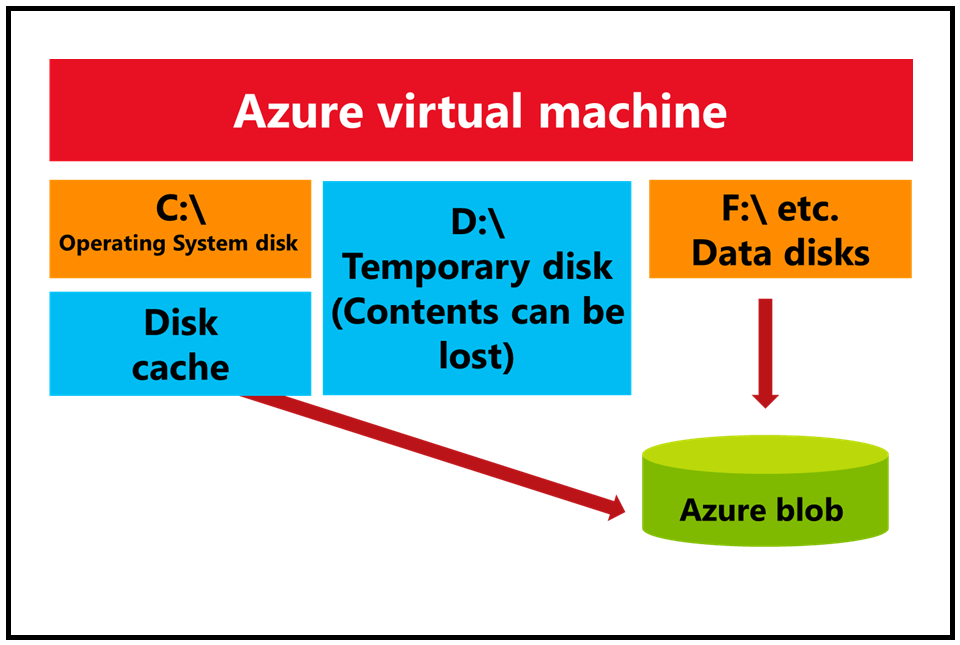 Azure virtual machine
C:\
Operating System disk
Disk
cache
D:\
Temporary disk
(Contents can be
lost)
F:\ etc.
Data disks
Azure blob